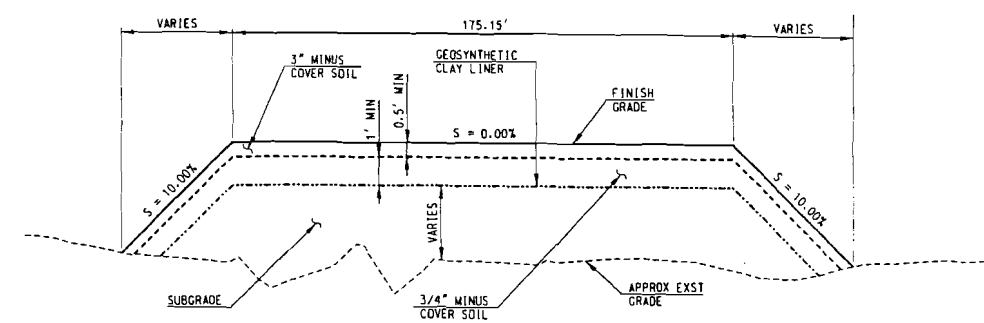 VARIES
175.15'
VARIES
3" MINUS
COVER SOIL
GEOSYNTHETIC
CLAY LINER
1' MIN
0.5' MIN
FINISH
GRADE
S = 0.00%
S = 10.00%
S = 10.00%
VARIES
SUBGRADE
3/4" MINUS
COVER SOIL
APPROX EXST
GRADE